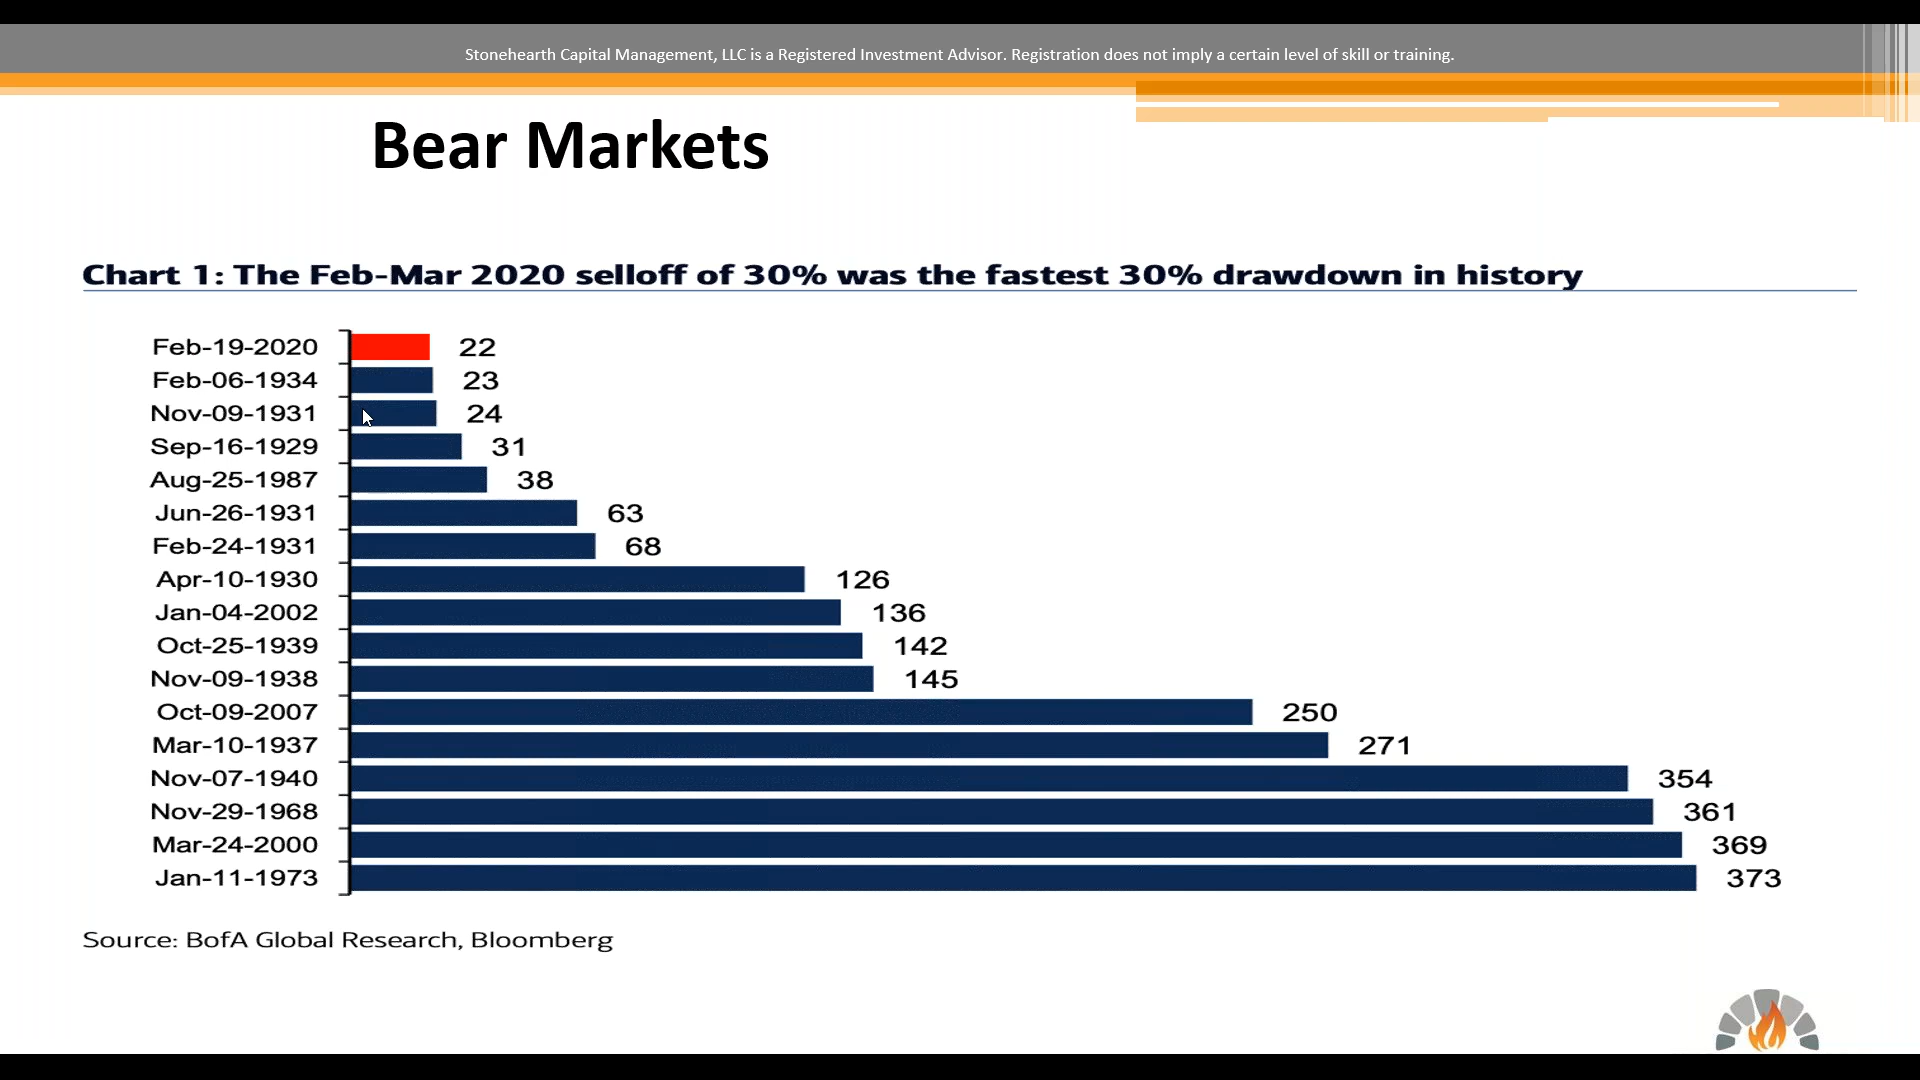 Stonehearth Capital Management, LLC is a Registered Investment Advisor. Registration does not imply a certain level of skill or training.
Bear Markets
Chart 1: The Feb-Mar 2020 selloff of 30% was the fastest 30% drawdown in history
Feb-19-2020 22
Feb-06-1934 23
Nov-09-1931 24
Sep-16-1929 31
Aug-25-1987 38
Jun-26-1931 63
Feb-24-1931 68
Apr-10-1930 126
Jan-04-2002 136
Oct-25-1939 142
Nov-09-1938 145
Oct-09-2007 250
Mar-10-1937 271
Nov-07-1940 354
Nov-29-1968 361
Mar-24-2000 369
Jan-11-1973 373
Source: BofA Global Research, Bloomberg